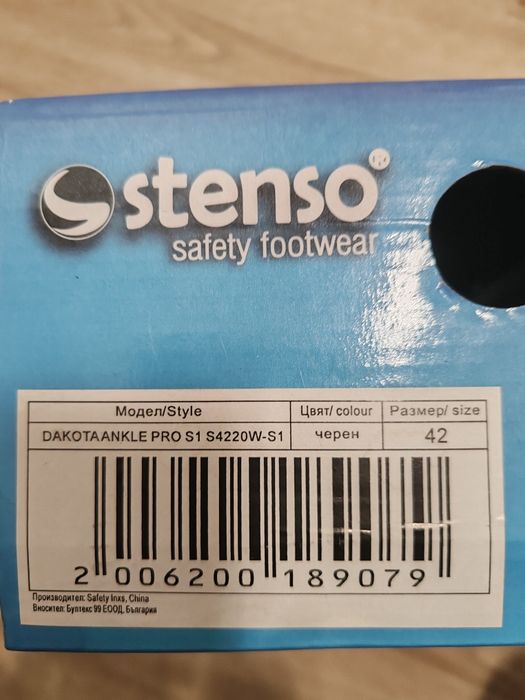 stenso®
safety footwear
Модел/Style Цвят/ colour Размер/ size
DAKOTA ANKLE PRO S1 S4220W-S1 черен 42
2 006200 189079
Производител: Safety Inxs, China
Вносител: Бултекс 99 ЕООД, България